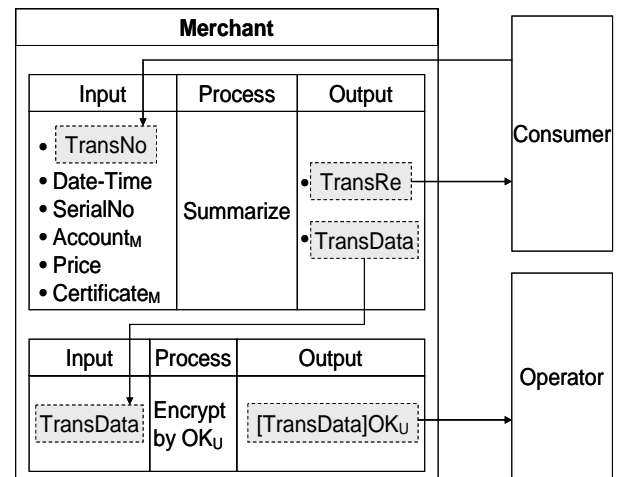 Merchant
Input Process Output
• TransNo
• Date-Time
• SerialNo
• AccountM
• Price
• CertificateM
Summarize
• TransRe
• TransData
Consumer
Input Process Output
TransData
Encrypt
by OKU
[TransData]OKU
Operator